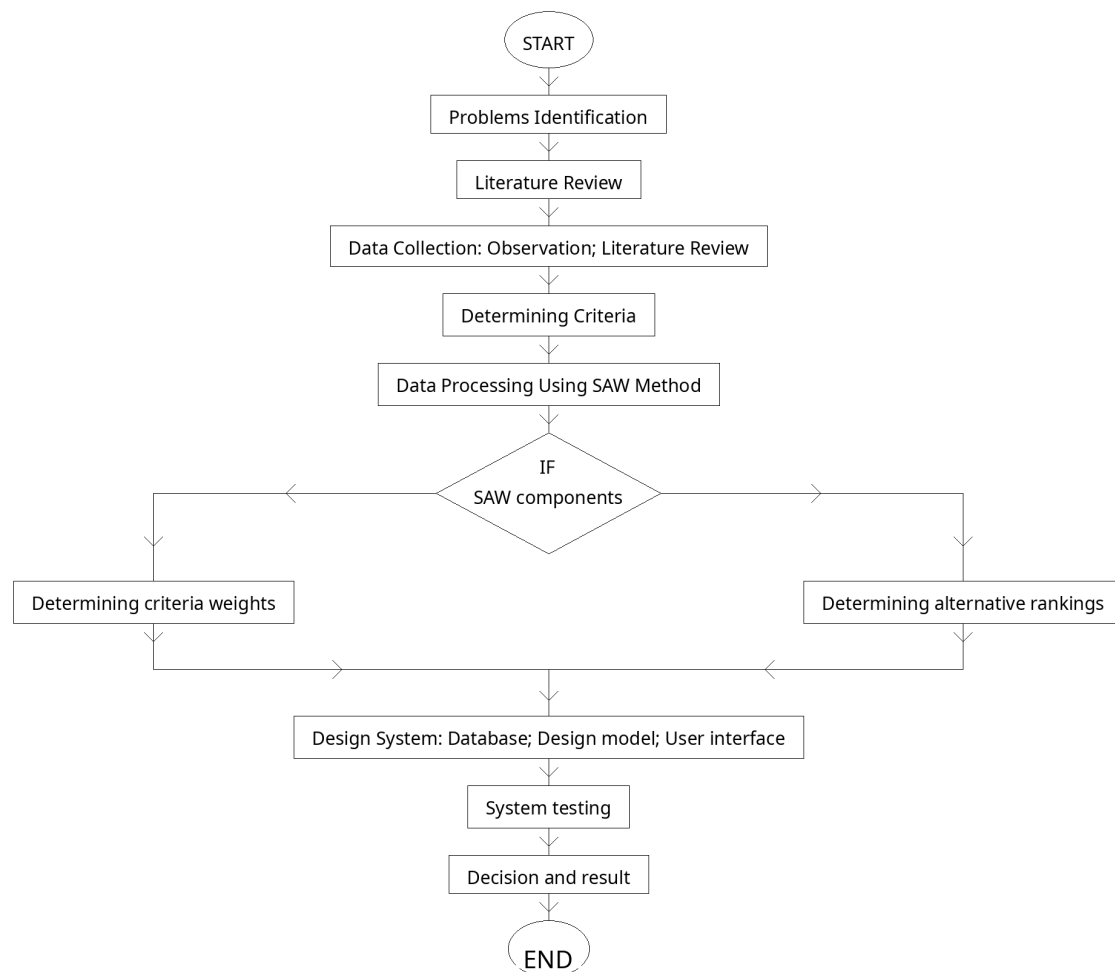 START
Problems Identification
Literature Review
Data Collection: Observation; Literature Review
Determining Criteria
Data Processing Using SAW Method
IF
SAW components
Determining criteria weights
Determining alternative rankings
Design System: Database; Design model; User interface
System testing
Decision and result
END